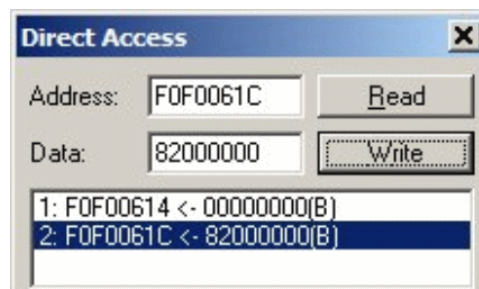 Direct Access
Address: F0F0061C Read
Data: 82000000 Write
1: F0F00614 <- 00000000(B)
2: F0F0061C <- 82000000(B)